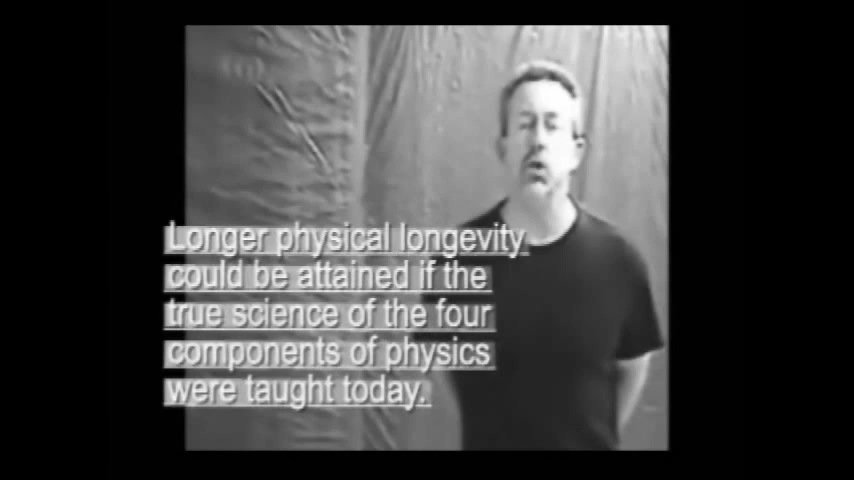 Longer physical longevity
could be attained if the
true science of the four
components of physics
were taught today.